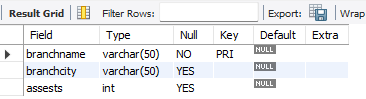 Result Grid Filter Rows: Export: Wrap
Field Type Null Key Default Extra
branchname varchar(50) NO PRI NULL
branchcity varchar(50) YES NULL
assests int YES NULL